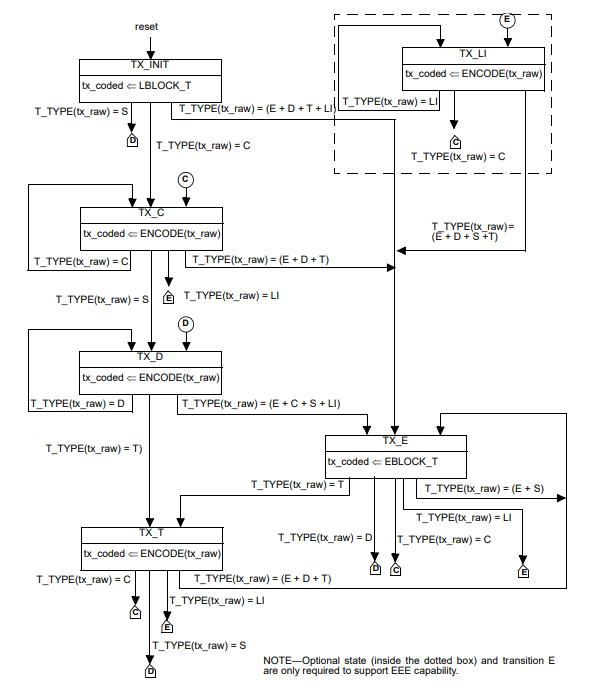 reset
E
TX_INIT
tx_coded ⇐ LBLOCK_T
TX_LI
tx_coded ⇐ ENCODE(tx_raw)
T_TYPE(tx_raw) = S
T_TYPE(tx_raw) = (E + D + T + LI)
T_TYPE(tx_raw) = LI
D
C
T_TYPE(tx_raw) = C
T_TYPE(tx_raw) = C
C
TX_C
tx_coded ⇐ ENCODE(tx_raw)
T_TYPE(tx_raw)=
(E + D + S +T)
T_TYPE(tx_raw) = C
T_TYPE(tx_raw) = (E + D + T)
T_TYPE(tx_raw) = S
E
T_TYPE(tx_raw) = LI
D
TX_D
tx_coded ⇐ ENCODE(tx_raw)
T_TYPE(tx_raw) = D
T_TYPE(tx_raw) = (E + C + S + LI)
T_TYPE(tx_raw) = T)
TX_E
tx_coded ⇐ EBLOCK_T
T_TYPE(tx_raw) = T
T_TYPE(tx_raw) = (E + S)
T_TYPE(tx_raw) = LI
T_TYPE(tx_raw) = D
T_TYPE(tx_raw) = C
D
C
E
TX_T
tx_coded ⇐ ENCODE(tx_raw)
T_TYPE(tx_raw) = C
T_TYPE(tx_raw) = (E + D + T)
C
T_TYPE(tx_raw) = LI
E
T_TYPE(tx_raw) = S
D
NOTE—Optional state (inside the dotted box) and transition E
are only required to support EEE capability.